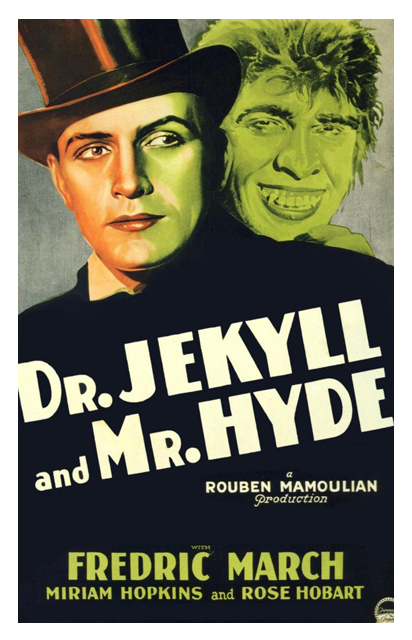 DR. JEKYLL
and MR. HYDE
a
ROUBEN MAMOULIAN
Production
WITH
FREDRIC MARCH
MIRIAM HOPKINS and ROSE HOBART